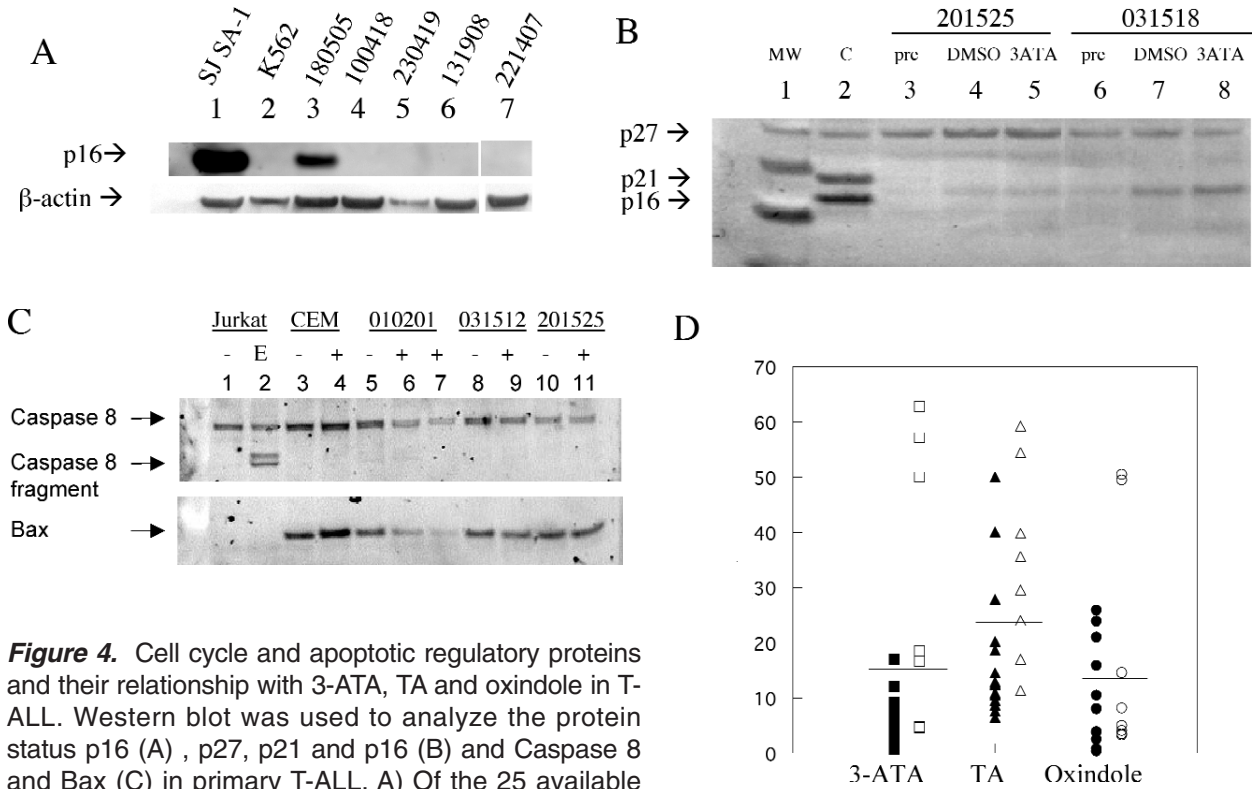 A
SJ SA-1 K562 180505 100418 230419 131908 221407
1 2 3 4 5 6 7
p16→
β-actin →
B
201525 031518
MW C pre DMSO 3ATA pre DMSO 3ATA
1 2 3 4 5 6 7 8
p27 →
p21 →
p16 →
C
Jurkat CEM 010201 031512 201525
- E - + - + + - + - +
1 2 3 4 5 6 7 8 9 10 11
Caspase 8
Caspase 8
fragment
Bax
D
70
60
50
40
30
20
10
0
3-ATA TA Oxindole
Figure 4. Cell cycle and apoptotic regulatory proteins
and their relationship with 3-ATA, TA and oxindole in T-
ALL. Western blot was used to analyze the protein
status p16 (A) , p27, p21 and p16 (B) and Caspase 8
and Bax (C) in primary T-ALL. A) Of the 25 available